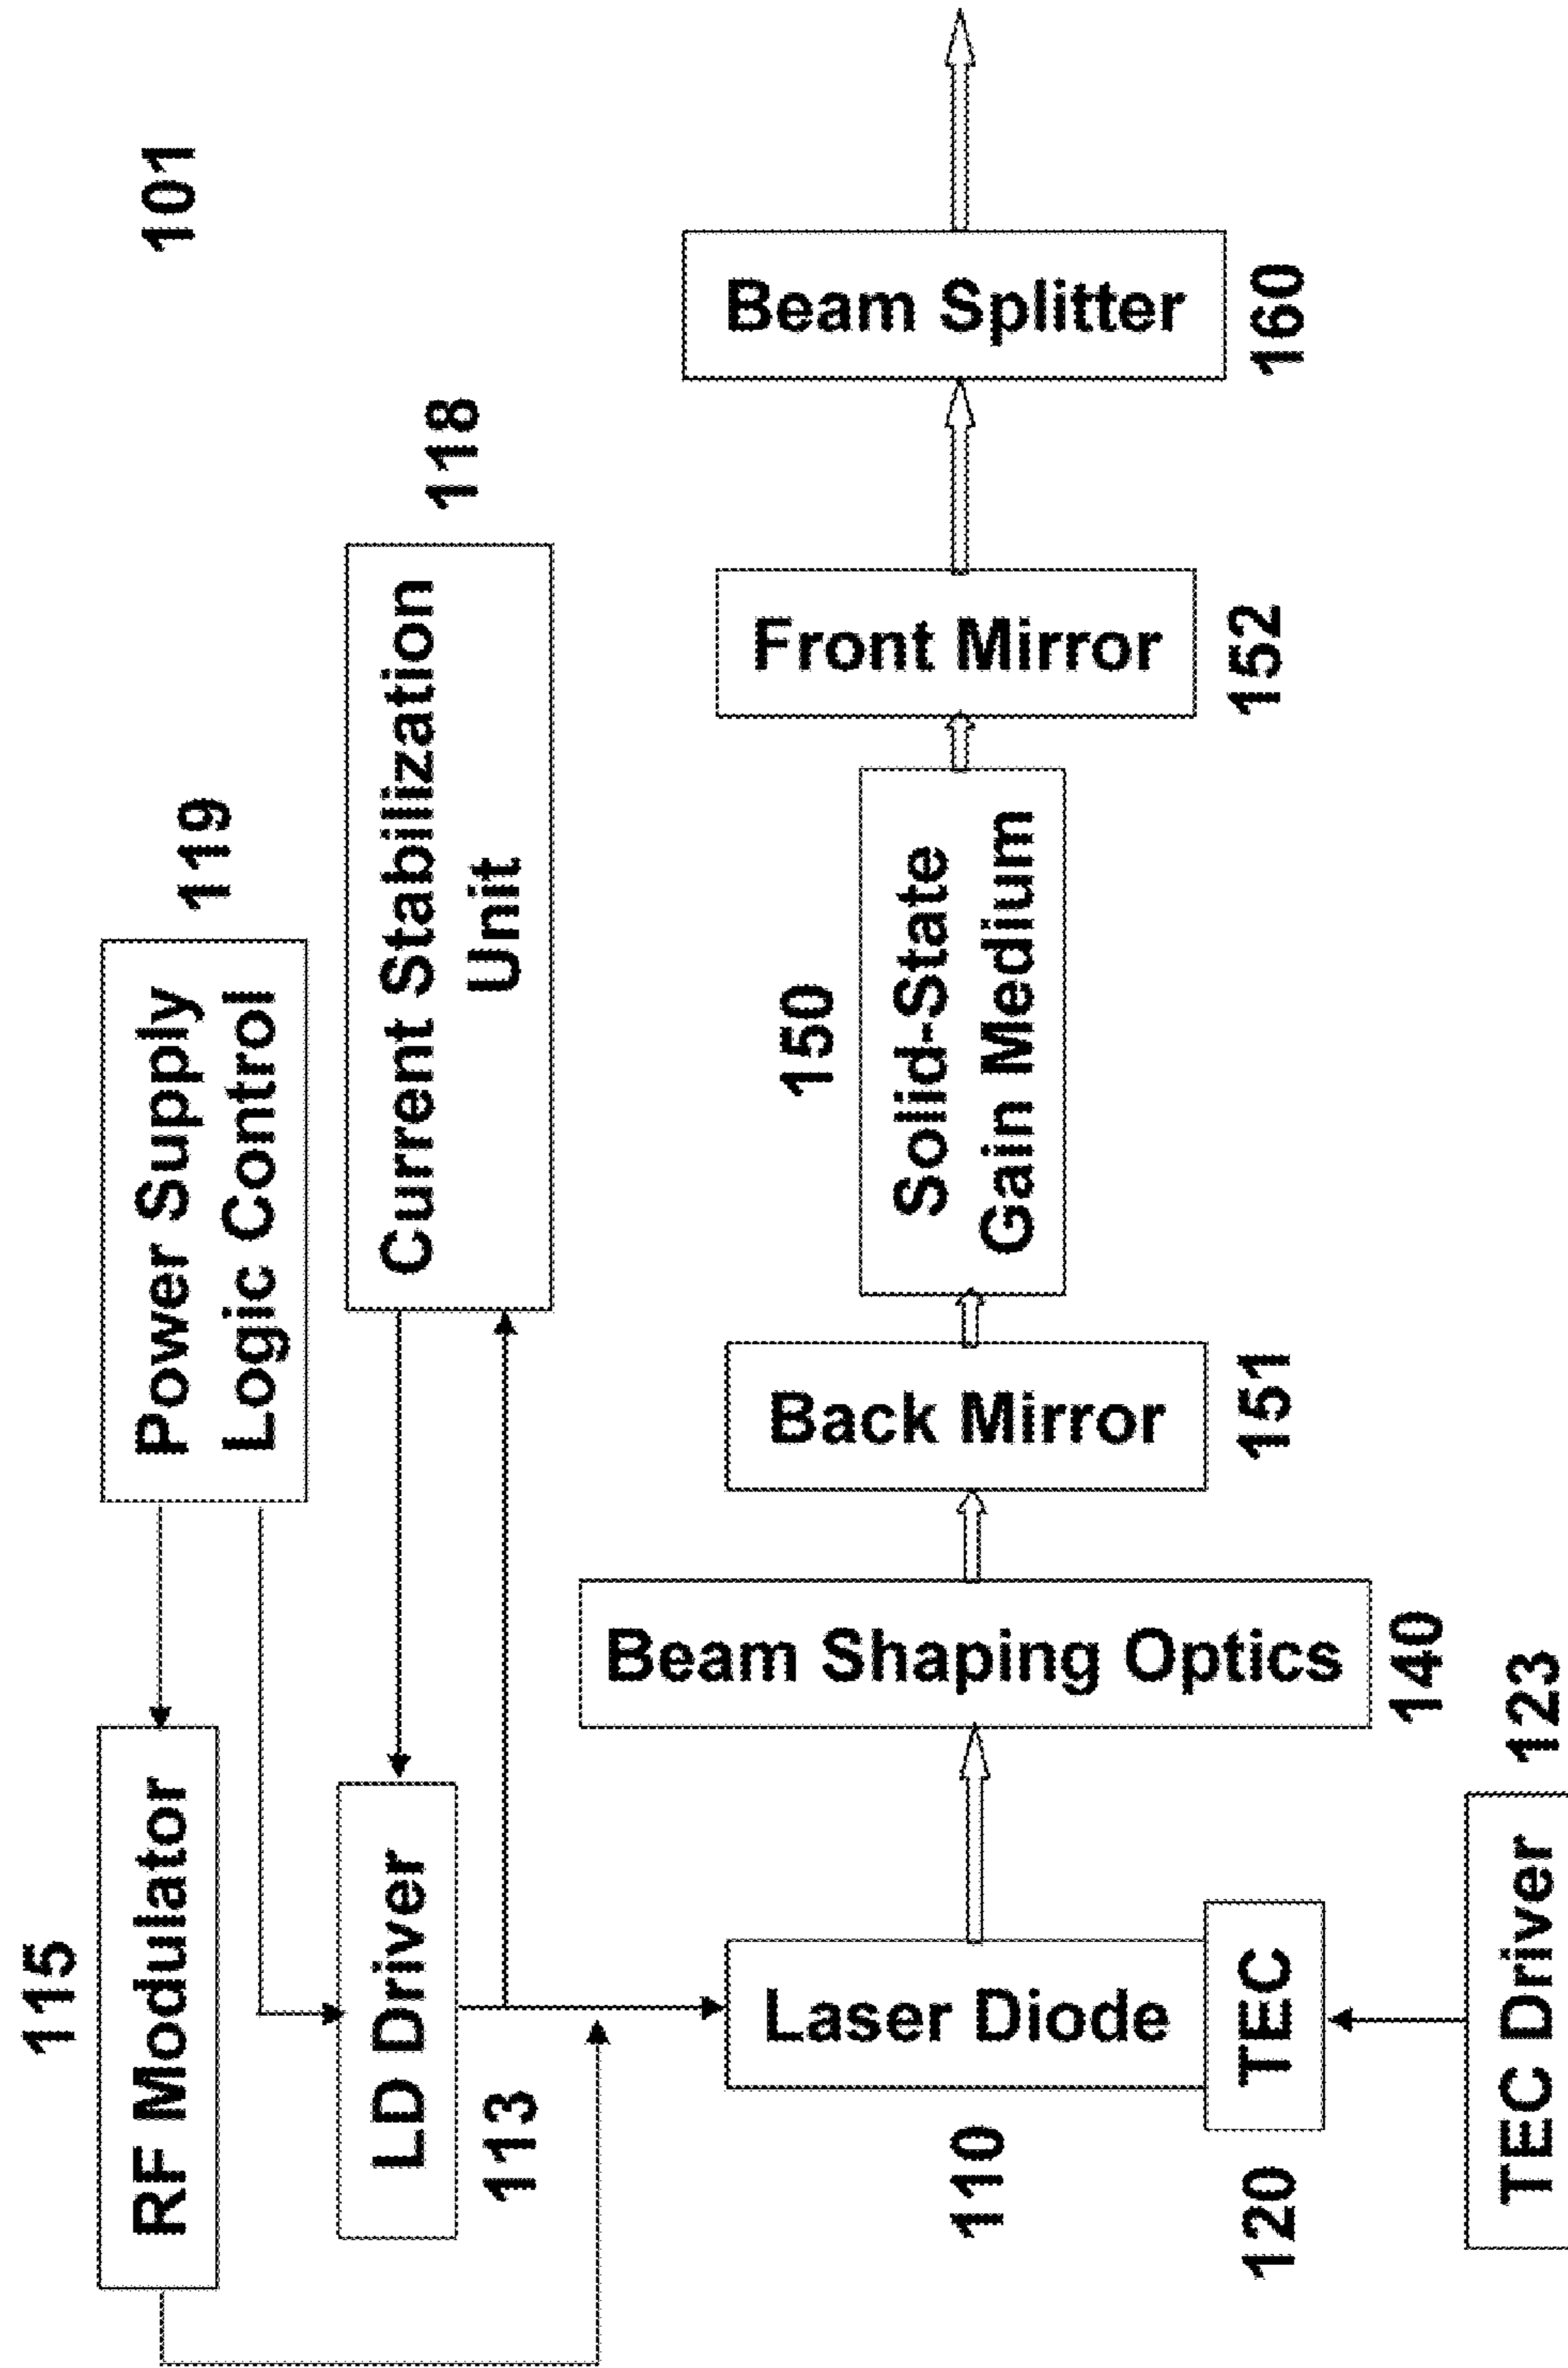 101
115
RF Modulator
Power Supply
Logic Control
119
LD Driver
113
Current Stabilization
Unit
118
Laser Diode
110
TEC
120
TEC Driver
123
Beam Shaping Optics
140
Back Mirror
151
150
Solid-State
Gain Medium
Front Mirror
152
Beam Splitter
160